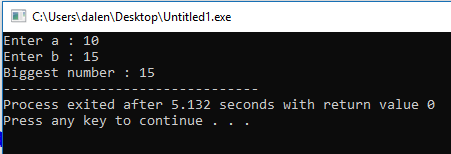 C:\Users\dalen\Desktop\Untitled1.exe
Enter a : 10
Enter b : 15
Biggest number : 15
--------------------------------
Process exited after 5.132 seconds with return value 0
Press any key to continue . . .